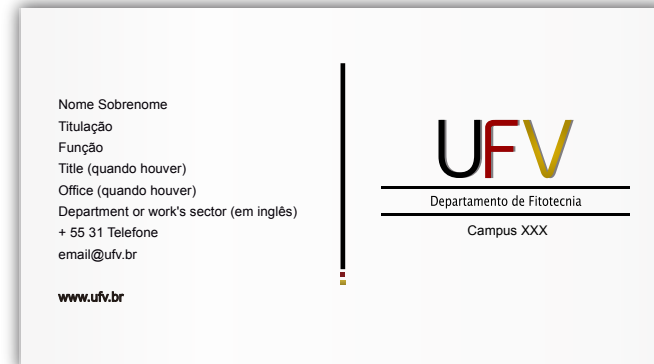 Nome Sobrenome
Titulação
Função
Title (quando houver)
Office (quando houver)
Department or work's sector (em inglês)
+ 55 31 Telefone
email@ufv.br
www.ufv.br
UFV
Departamento de Fitotecnia
Campus XXX